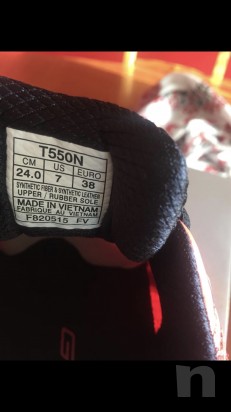 T550N
CM US EURO
24.0 7 38
SYNTHETIC FIBER & SYNTHETIC LEATHER
UPPER / RUBBER SOLE
MADE IN VIETNAM
FABRIQUE AU VIETNAM
F820515 FV
G
n